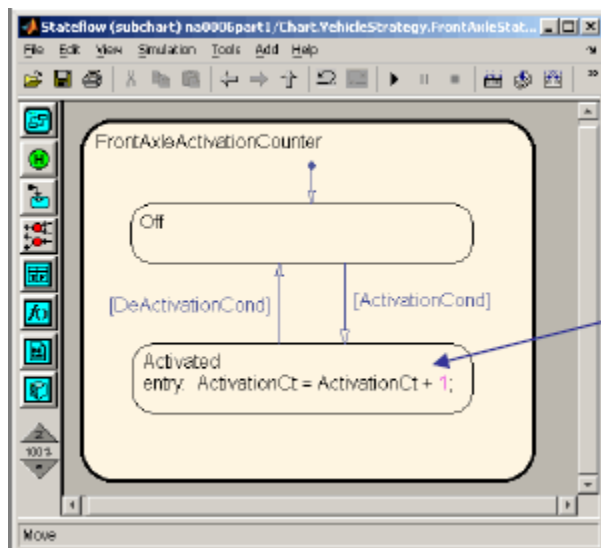 Stateflow (subchart) na0006part1/Chart.VehicleStrategy.FrontAxleStat...
File Edit View Simulation Tools Add Help
FrontAxleActivationCounter
Off
[DeActivationCond]
[ActivationCond]
Activated
entry: ActivationCt = ActivationCt + 1;
100%
Move